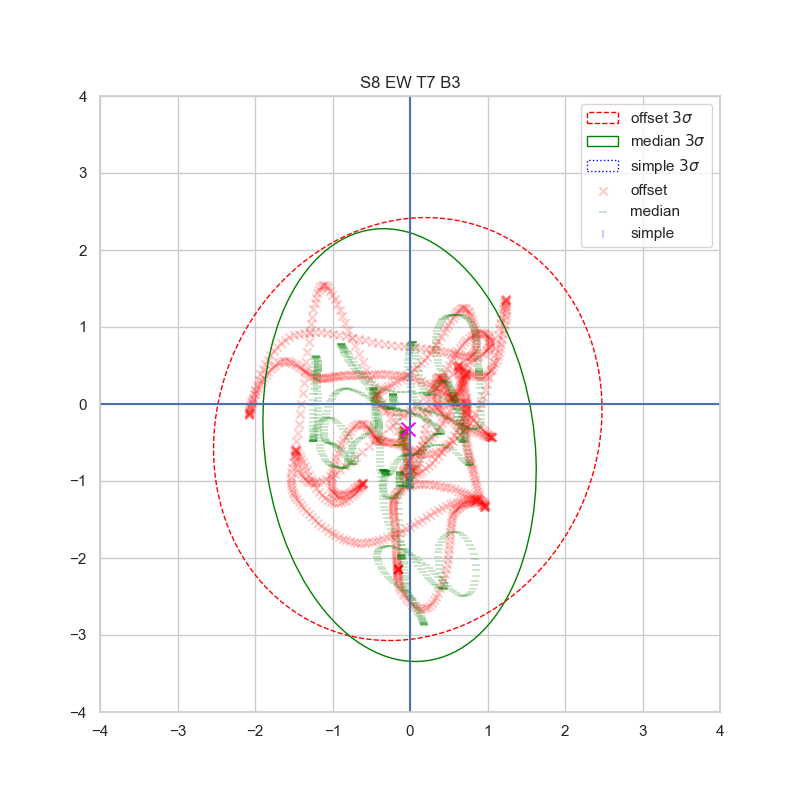 S8 EW T7 B3
offset 3σ
median 3σ
simple 3σ
offset
median
simple
4
3
2
1
0
−1
−2
−3
−4
−4 −3 −2 −1 0 1 2 3 4